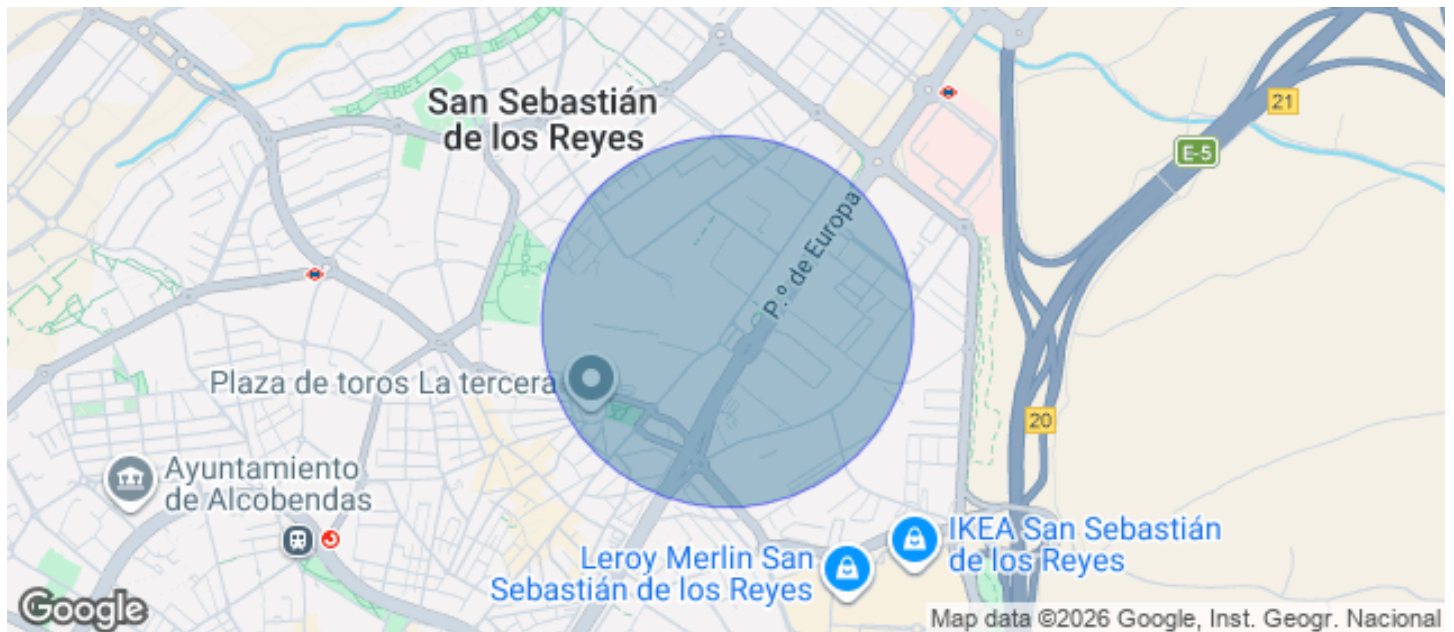 San Sebastián
de los Reyes
21
E-5
P.º de Europa
Plaza de toros La tercera
20
Ayuntamiento
de Alcobendas
IKEA San Sebastián
de los Reyes
Leroy Merlin San
Sebastián de los Reyes
Google
Map data ©2026 Google, Inst. Geogr. Nacional